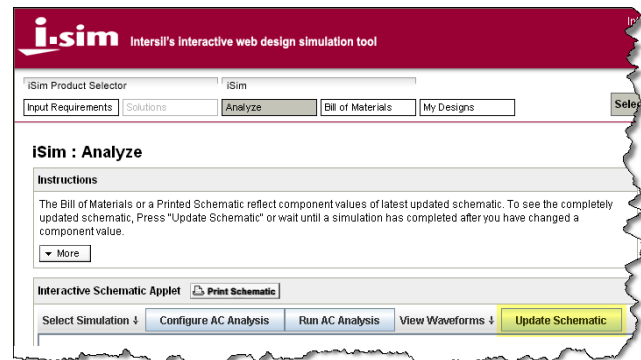 i-sim Intersil's interactive web design simulation tool
iSim Product Selector iSim
Input Requirements Solutions Analyze Bill of Materials My Designs
iSim : Analyze
Instructions
The Bill of Materials or a Printed Schematic reflect component values of latest updated schematic. To see the completely
updated schematic, Press "Update Schematic" or wait until a simulation has completed after you have changed a
component value.
More
Interactive Schematic Applet Print Schematic
Select Simulation Configure AC Analysis Run AC Analysis View Waveforms Update Schematic